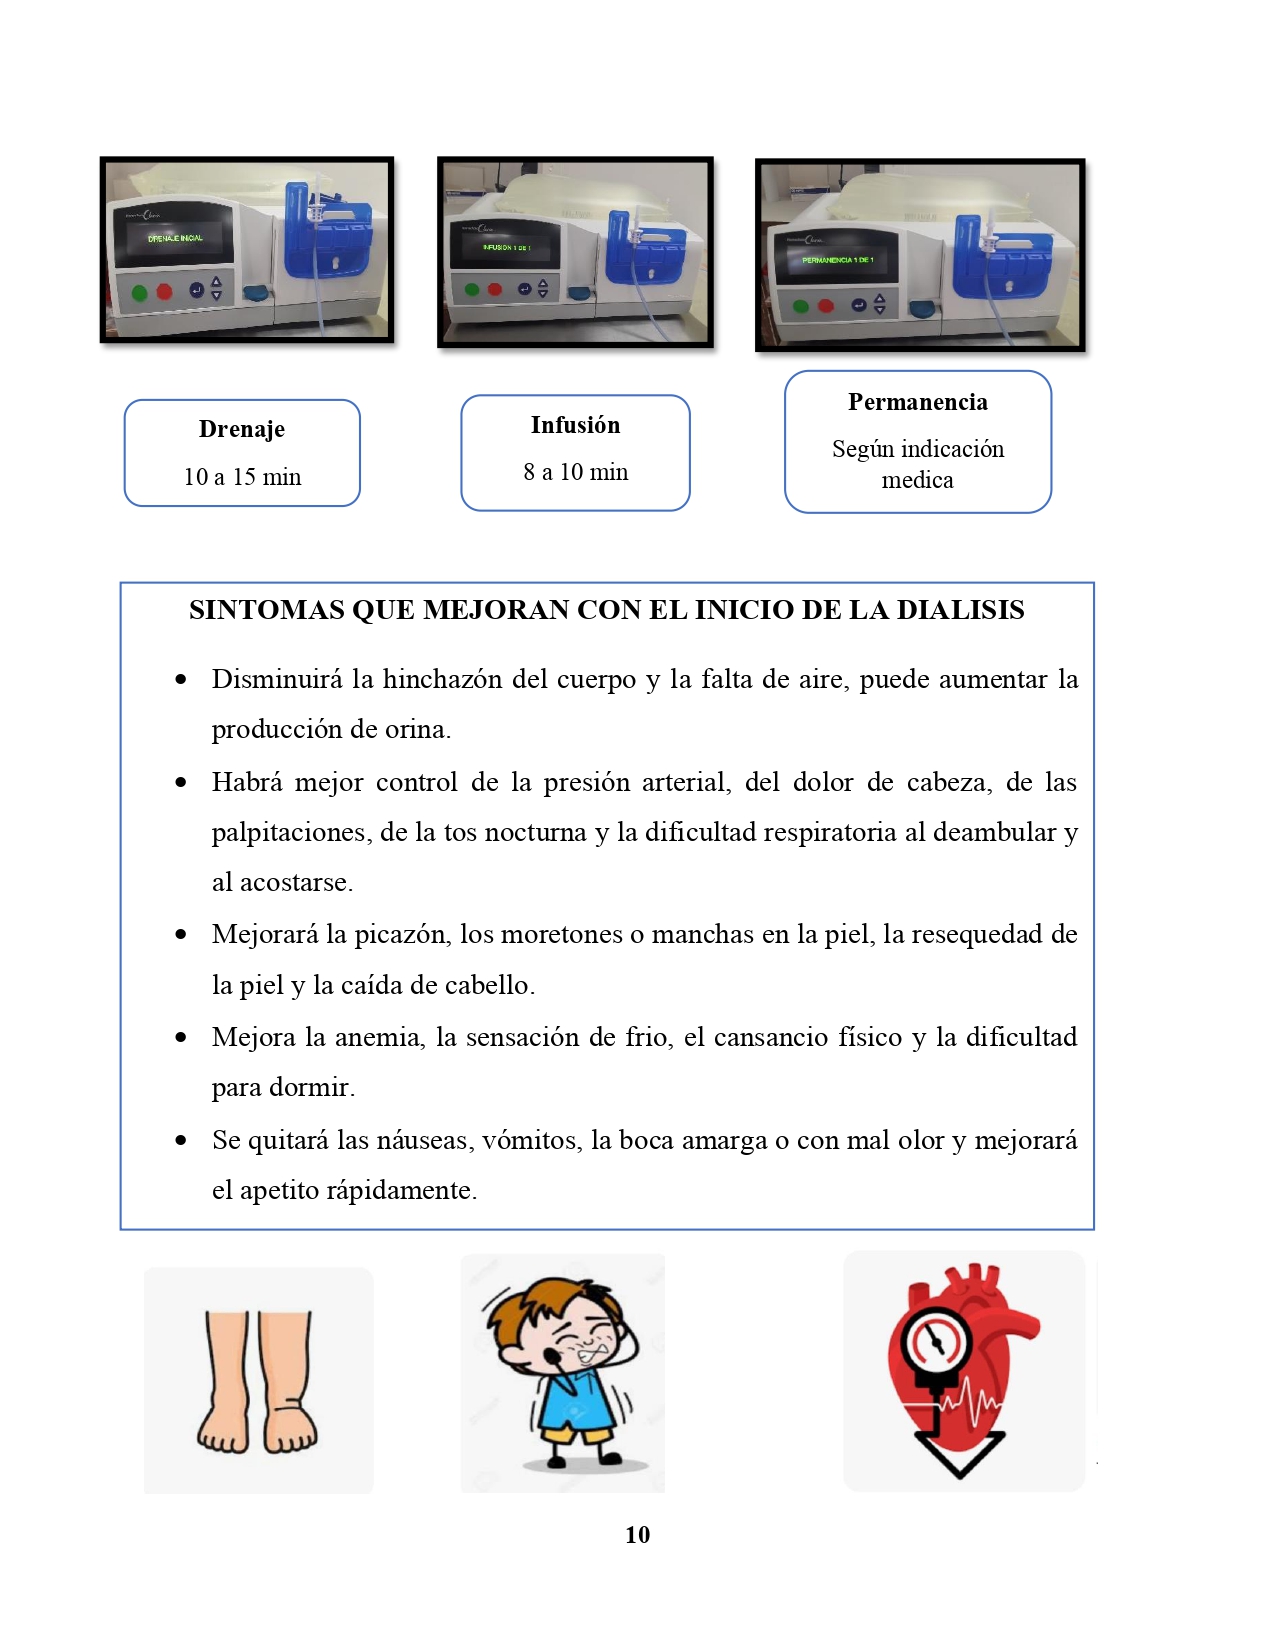 DRENAJE INICIAL
INFUSIÓN 1 DE 1
PERMANENCIA 1 DE 1
Drenaje
10 a 15 min
Infusión
8 a 10 min
Permanencia
Según indicación
medica
SINTOMAS QUE MEJORAN CON EL INICIO DE LA DIALISIS
• Disminuirá la hinchazón del cuerpo y la falta de aire, puede aumentar la
producción de orina.
• Habrá mejor control de la presión arterial, del dolor de cabeza, de las
palpitaciones, de la tos nocturna y la dificultad respiratoria al deambular y
al acostarse.
• Mejorará la picazón, los moretones o manchas en la piel, la resequedad de
la piel y la caída de cabello.
• Mejora la anemia, la sensación de frio, el cansancio físico y la dificultad
para dormir.
• Se quitará las náuseas, vómitos, la boca amarga o con mal olor y mejorará
el apetito rápidamente.
10